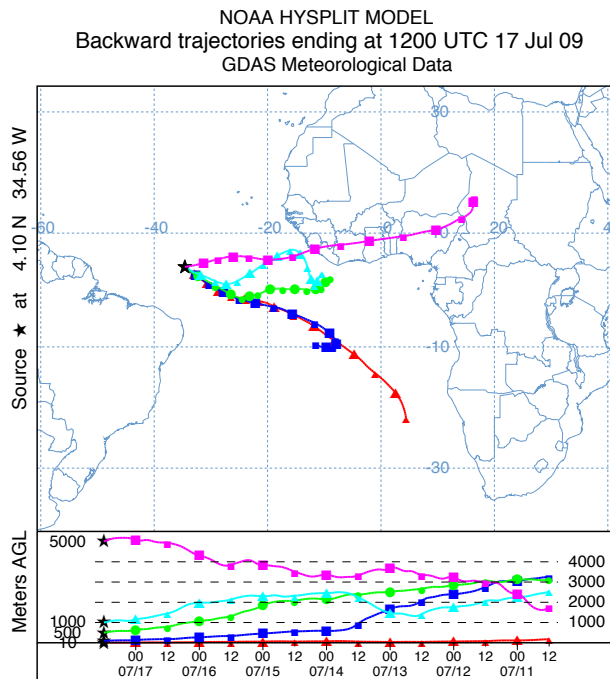 NOAA HYSPLIT MODEL
Backward trajectories ending at 1200 UTC 17 Jul 09
GDAS Meteorological Data
Source ★ at 4.10 N 34.56 W
30
-60 -40 -20 0 20 40
10
-10
-30
Meters AGL
5000
1000
500
10
4000
3000
2000
1000
00 12 00 12 00 12 00 12 00 12 00 12 00 12
07/17 07/16 07/15 07/14 07/13 07/12 07/11